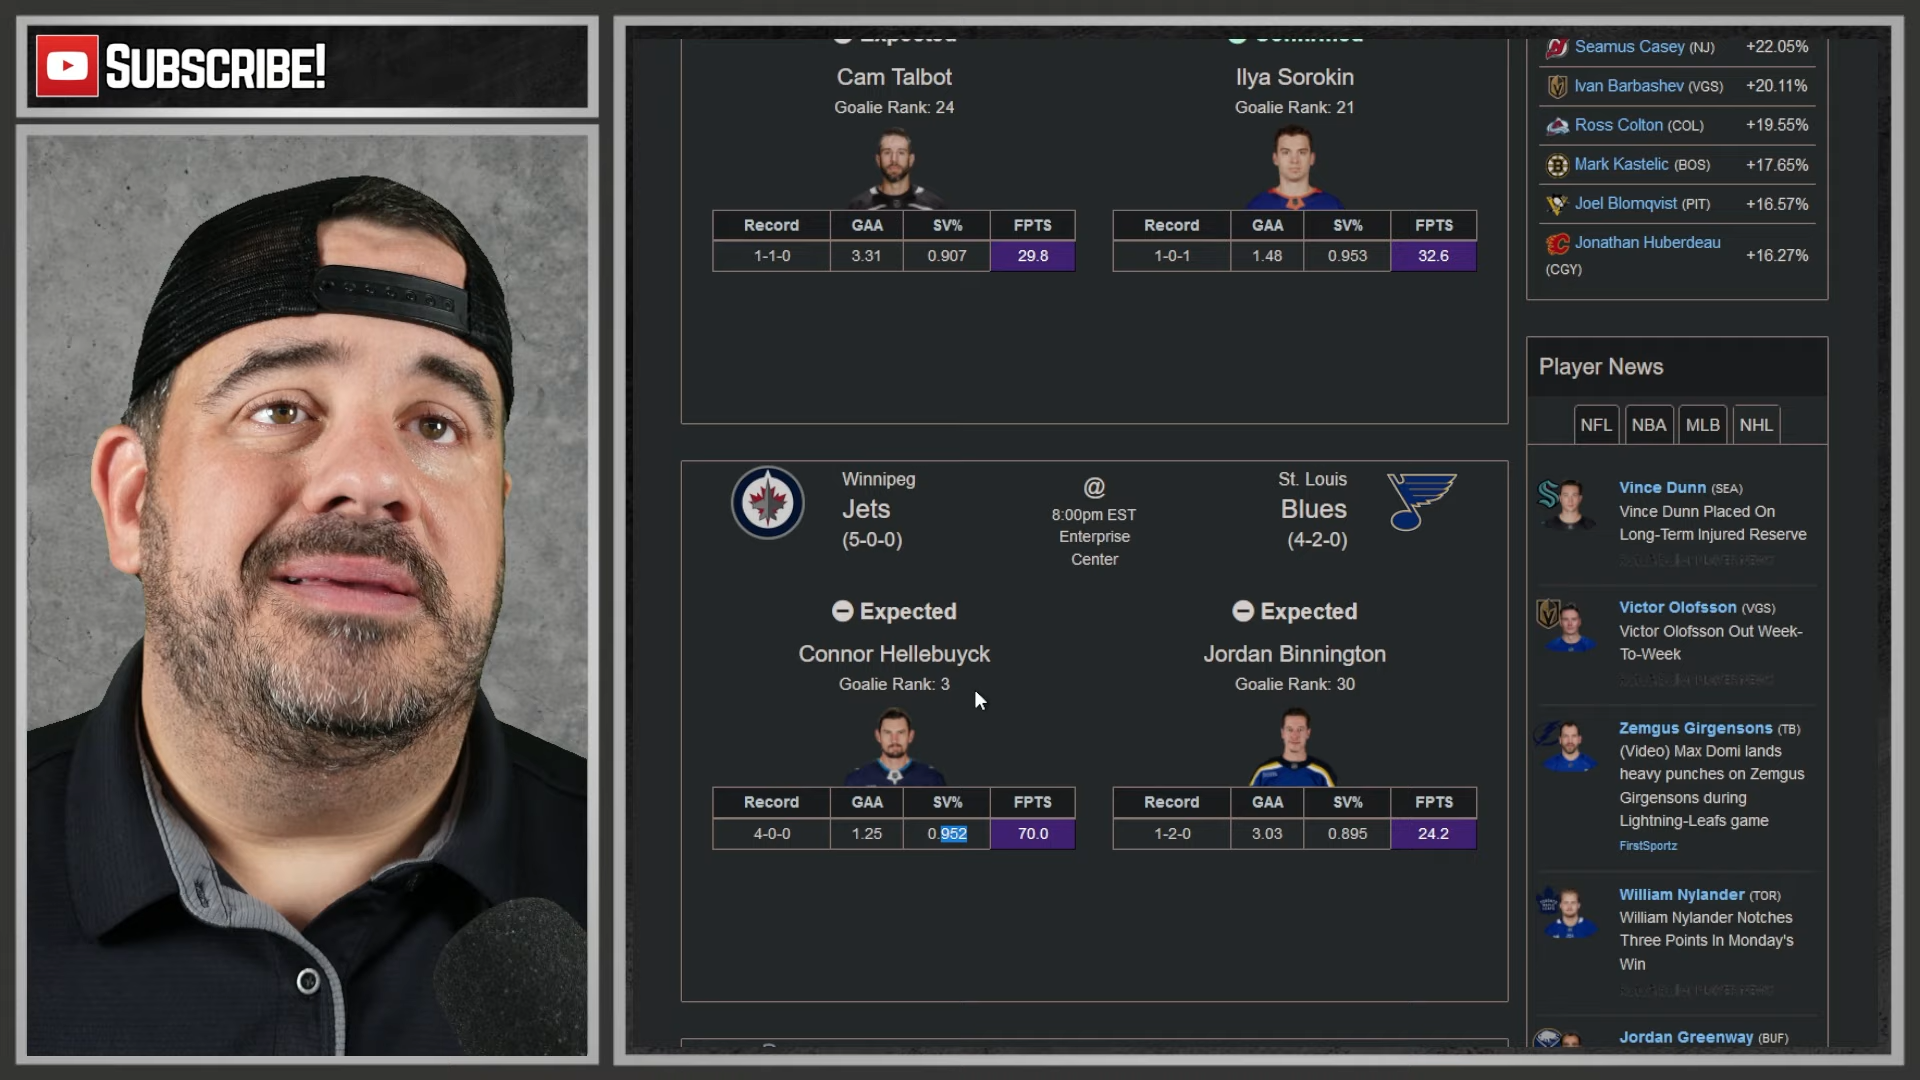 SUBSCRIBE!
Expected
Confirmed
Cam Talbot
Ilya Sorokin
Goalie Rank: 24
Goalie Rank: 21
Record GAA SV% FPTS
1-1-0 3.31 0.907 29.8
Record GAA SV% FPTS
1-0-1 1.48 0.953 32.6
Winnipeg
Jets
(5-0-0)
@
8:00pm EST
Enterprise
Center
St. Louis
Blues
(4-2-0)
Expected
Connor Hellebuyck
Goalie Rank: 3
Expected
Jordan Binnington
Goalie Rank: 30
Record GAA SV% FPTS
4-0-0 1.25 0.952 70.0
Record GAA SV% FPTS
1-2-0 3.03 0.895 24.2
Seamus Casey (NJ) +22.05%
Ivan Barbashev (VGS) +20.11%
Ross Colton (COL) +19.55%
Mark Kastelic (BOS) +17.65%
Joel Blomqvist (PIT) +16.57%
Jonathan Huberdeau
(CGY) +16.27%
Player News
NFL NBA MLB NHL
Vince Dunn (SEA)
Vince Dunn Placed On
Long-Term Injured Reserve
Victor Olofsson (VGS)
Victor Olofsson Out Week-
To-Week
Zemgus Girgensons (TB)
(Video) Max Domi lands
heavy punches on Zemgus
Girgensons during
Lightning-Leafs game
FirstSportz
William Nylander (TOR)
William Nylander Notches
Three Points In Monday's
Win
Jordan Greenway (BUF)